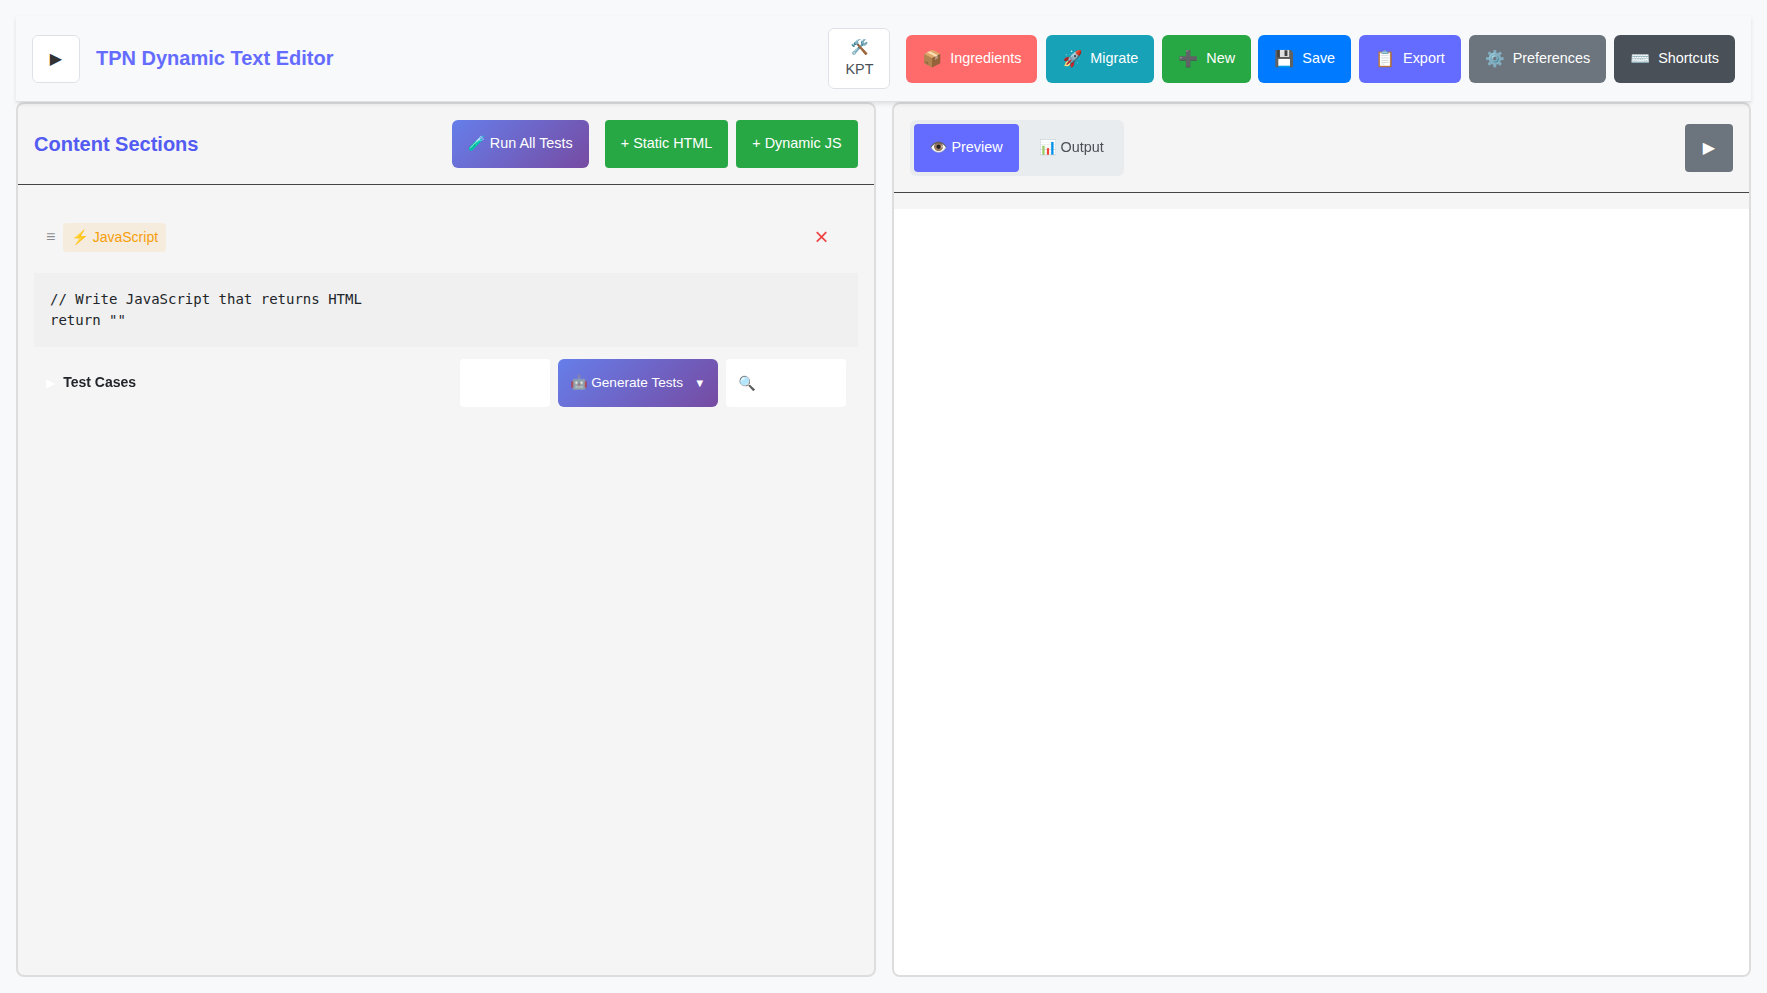 ▶ TPN Dynamic Text Editor
🛠️ KPT
📦 Ingredients
🚀 Migrate
➕ New
💾 Save
📋 Export
⚙️ Preferences
⌨️ Shortcuts
Content Sections
🧪 Run All Tests
+ Static HTML
+ Dynamic JS
👁️ Preview
📊 Output
▶
≡ ⚡ JavaScript
×
// Write JavaScript that returns HTML
return ""
▶ Test Cases
🤖 Generate Tests ▼
🔍